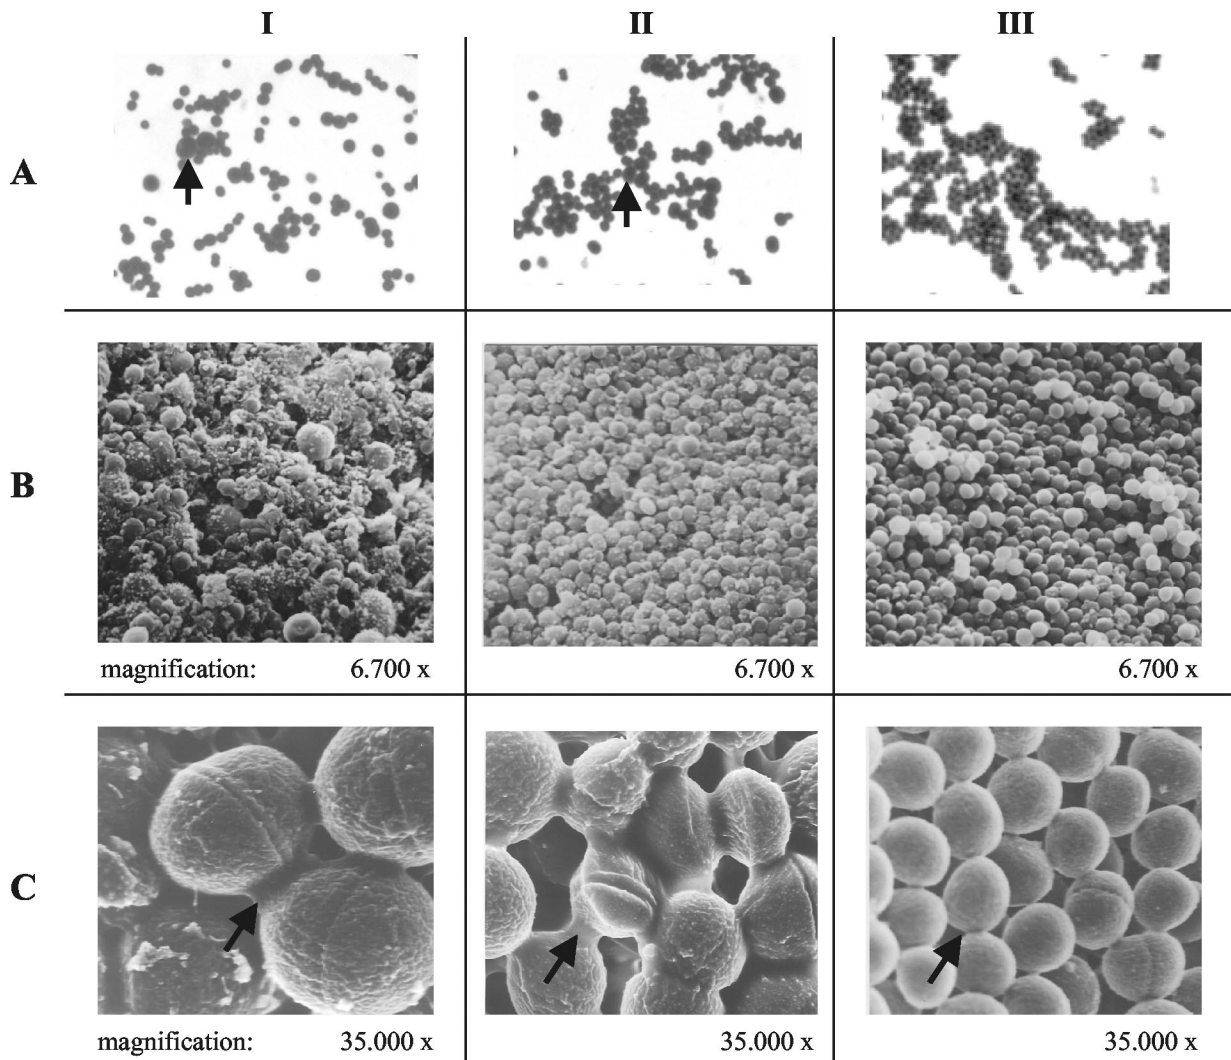 I II III
A
B
magnification: 6.700 x 6.700 x 6.700 x
C
magnification: 35.000 x 35.000 x 35.000 x